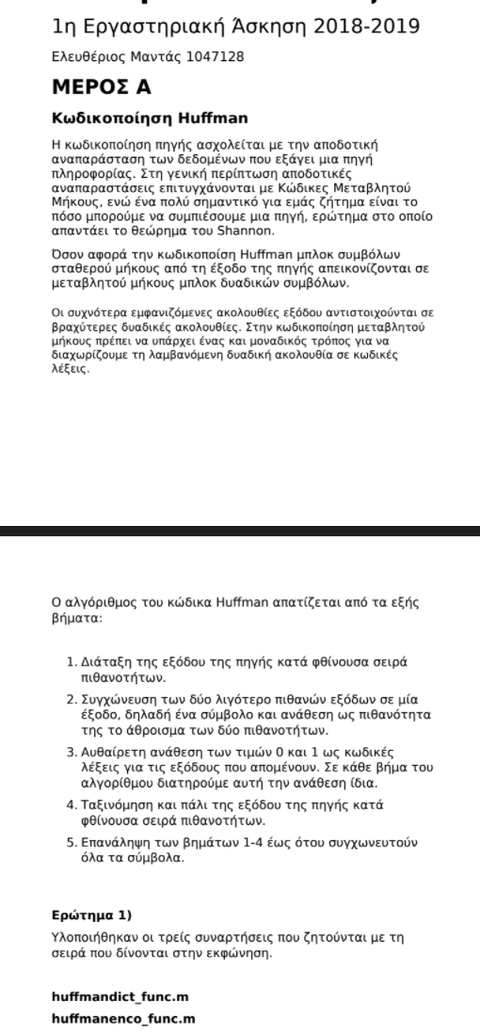 1η Εργαστηριακή Άσκηση 2018-2019
Ελευθέριος Μαντάς 1047128
ΜΕΡΟΣ Α
Κωδικοποίηση Huffman
Η κωδικοποίηση πηγής ασχολείται με την αποδοτική
αναπαράσταση των δεδομένων που εξάγει μια πηγή
πληροφορίας. Στη γενική περίπτωση αποδοτικές
αναπαραστάσεις επιτυγχάνονται με Κώδικες Μεταβλητού
Μήκους, ενώ ένα πολύ σημαντικό για εμάς ζήτημα είναι το
πόσο μπορούμε να συμπιέσουμε μια πηγή, ερώτημα στο οποίο
απαντάει το θεώρημα του Shannon.
Όσον αφορά την κωδικοποίση Huffman μπλοκ συμβόλων
σταθερού μήκους από τη έξοδο της πηγής απεικονίζονται σε
μεταβλητού μήκους μπλοκ δυαδικών συμβόλων.
Οι συχνότερα εμφανιζόμενες ακολουθίες εξόδου αντιστοιχούνται σε
βραχύτερες δυαδικές ακολουθίες. Στην κωδικοποίηση μεταβλητού
μήκους πρέπει να υπάρχει ένας και μοναδικός τρόπος για να
διαχωρίζουμε τη λαμβανόμενη δυαδική ακολουθία σε κωδικές
λέξεις.
Ο αλγόριθμος του κώδικα Huffman απατίζεται από τα εξής
βήματα:
1. Διάταξη της εξόδου της πηγής κατά φθίνουσα σειρά
πιθανοτήτων.
2. Συγχώνευση των δύο λιγότερο πιθανών εξόδων σε μία
έξοδο, δηλαδή ένα σύμβολο και ανάθεση ως πιθανότητα
της το άθροισμα των δύο πιθανοτήτων.
3. Αυθαίρετη ανάθεση των τιμών 0 και 1 ως κωδικές
λέξεις για τις εξόδους που απομένουν. Σε κάθε βήμα του
αλγορίθμου διατηρούμε αυτή την ανάθεση ίδια.
4. Ταξινόμηση και πάλι της εξόδου της πηγής κατά
φθίνουσα σειρά πιθανοτήτων.
5. Επανάληψη των βημάτων 1-4 έως ότου συγχωνευτούν
όλα τα σύμβολα.
Ερώτημα 1)
Υλοποιήθηκαν οι τρείς συναρτήσεις που ζητούνται με τη
σειρά που δίνονται στην εκφώνηση.
huffmandict_func.m
huffmanenco_func.m